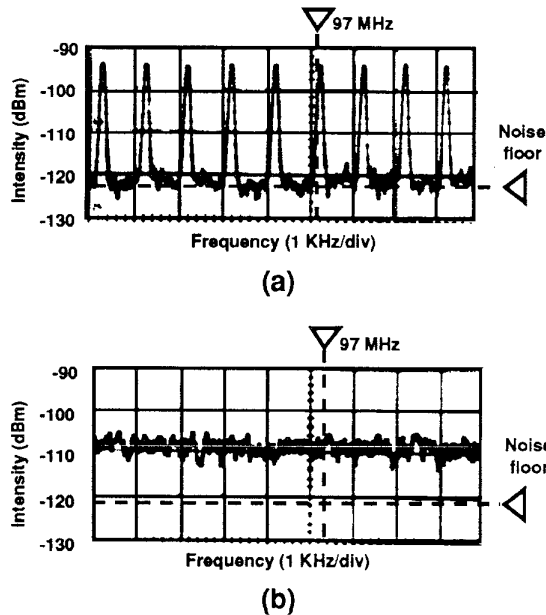 97 MHz
-90
-100
-110
-120
-130
Intensity (dBm)
Noise
floor
Frequency (1 KHz/div)
(a)
97 MHz
-90
-100
-110
-120
-130
Intensity (dBm)
Noise
floor
Frequency (1 KHz/div)
(b)